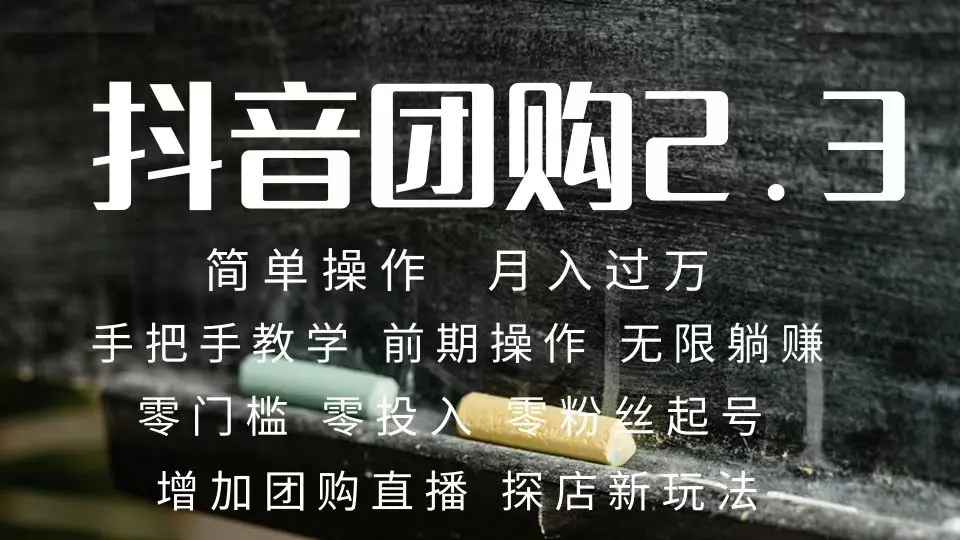 抖音团购2.3
简单操作 月入过万
手把手教学 前期操作 无限躺赚
零门槛 零投入 零粉丝起号
增加团购直播 探店新玩法